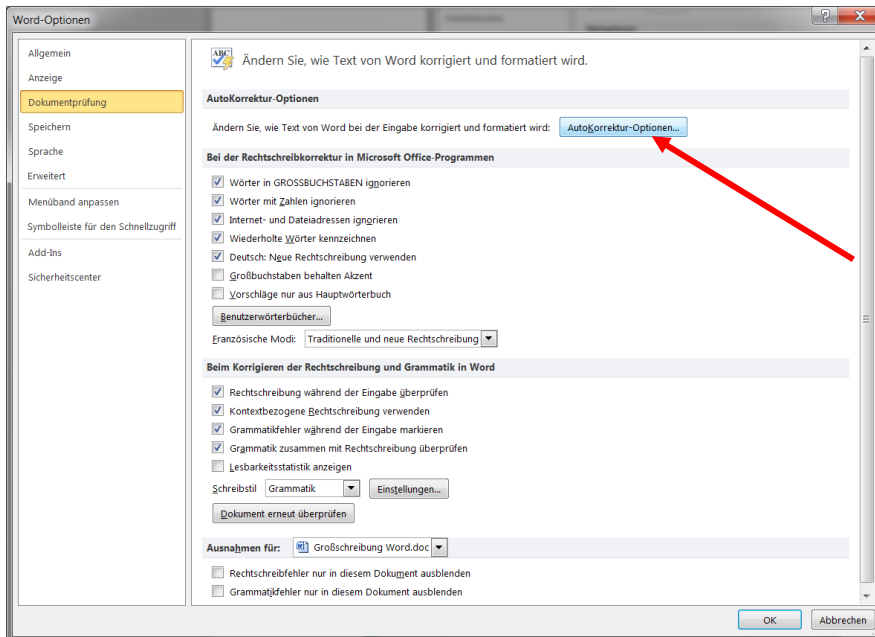 Word-Optionen
Allgemein
Anzeige
Dokumentprüfung
Speichern
Sprache
Erweitert
Menüband anpassen
Symbolleiste für den Schnellzugriff
Add-Ins
Sicherheitscenter
ABC
Ändern Sie, wie Text von Word korrigiert und formatiert wird.
AutoKorrektur-Optionen
Ändern Sie, wie Text von Word bei der Eingabe korrigiert und formatiert wird: AutoKorrektur-Optionen...
Bei der Rechtschreibkorrektur in Microsoft Office-Programmen
Wörter in GROSSBUCHSTABEN ignorieren
Wörter mit Zahlen ignorieren
Internet- und Dateiadressen ignorieren
Wiederholte Wörter kennzeichnen
Deutsch: Neue Rechtschreibung verwenden
Großbuchstaben behalten Akzent
Vorschläge nur aus Hauptwörterbuch
Benutzerwörterbücher...
Französische Modi: Traditionelle und neue Rechtschreibung
Beim Korrigieren der Rechtschreibung und Grammatik in Word
Rechtschreibung während der Eingabe überprüfen
Kontextbezogene Rechtschreibung verwenden
Grammatikfehler während der Eingabe markieren
Grammatik zusammen mit Rechtschreibung überprüfen
Lesbarkeitsstatistik anzeigen
Schreibstil Grammatik Einstellungen...
Dokument erneut überprüfen
Ausnahmen für: Großschreibung Word.doc
Rechtschreibfehler nur in diesem Dokument ausblenden
Grammatikfehler nur in diesem Dokument ausblenden
OK Abbrechen